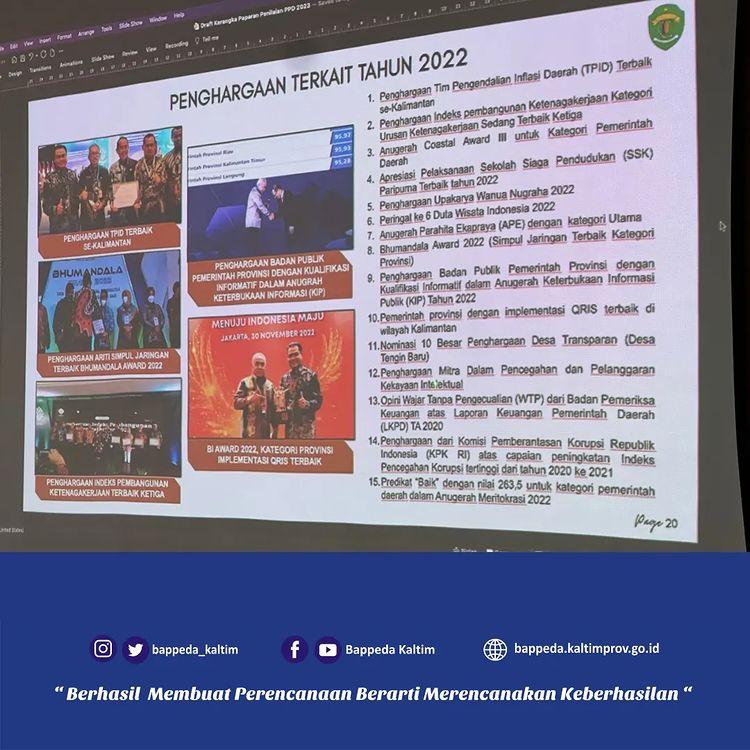 Edit View Insert Format Arrange Tools Slide Show Window Help
Draft Kerangka Paparan Penilaian PPD 2023
Design Transitions Animations Slide Show Review View Recording Tell me
PENGHARGAAN TERKAIT TAHUN 2022
PENGHARGAAN TPID TERBAIK
SE-KALIMANTAN
BHUMANDALA
PENGHARGAAN ARITI SIMPUL JARINGAN
TERBAIK BHUMANDALA AWARD 2022
PENGHARGAAN INDEKS PEMBANGUNAN
KETENAGAKERJAAN TERBAIK KETIGA
rintah Provinsi Riau 95,97
rintah Provinsi Kalimantan Timur 95,93
rintah Provinsi Lampung 95,28
PENGHARGAAN BADAN PUBLIK
PEMERINTAH PROVINSI DENGAN KUALIFIKASI
INFORMATIF DALAM ANUGRAH
KETERBUKAAN INFORMASI (KIP)
MENUJU INDONESIA MAJU
JAKARTA, 30 NOVEMBER 2022
BI AWARD 2022, KATEGORI PROVINSI
IMPLEMENTASI QRIS TERBAIK
1. Penghargaan Tim Pengendalian Inflasi Daerah (TPID) Terbaik
se-Kalimantan
2. Penghargaan Indeks pembangunan Ketenagakerjaan Kategori
Urusan Ketenagakerjaan Sedang Terbaik Ketiga
3. Anugerah Coastal Award III untuk Kategori Pemerintah
Daerah
4. Apresiasi Pelaksanaan Sekolah Siaga Pendudukan (SSK)
Paripurna Terbaik tahun 2022
5. Penghargaan Upakarya Wanua Nugraha 2022
6. Peringal ke 6 Duta Wisata Indonesia 2022
7. Anugerah Parahita Ekapraya (APE) dengan kategori Utama
8. Bhumandala Award 2022 (Simpul Jaringan Terbaik Kategori
Provinsi)
9. Penghargaan Badan Publik Pemerintah Provinsi dengan
Kualifikasi Informatif dalam Anugerah Keterbukaan Informasi
Publik (KIP) Tahun 2022
10. Pemerintah provinsi dengan implementasi QRIS terbaik di
wilayah Kalimantan
11. Nominasi 10 Besar Penghargaan Desa Transparan (Desa
Tengin Baru)
12. Penghargaan Mitra Dalam Pencegahan dan Pelanggaran
Kekayaan Intelektual
13. Opini Wajar Tanpa Pengecualian (WTP) dari Badan Pemeriksa
Keuangan atas Laporan Keuangan Pemerintah Daerah
(LKPD) TA 2020
14. Penghargaan dari Komisi Pemberantasan Korupsi Republik
Indonesia (KPK RI) atas capaian peningkatan Indeks
Pencegahan Korupsi tertinggi dari tahun 2020 ke 2021
15. Predikat "Baik" dengan nilai 263,5 untuk kategori pemerintah
daerah dalam Anugerah Meritokrasi 2022
Page 20
bappeda_kaltim
Bappeda Kaltim
bappeda.kaltimprov.go.id
“ Berhasil Membuat Perencanaan Berarti Merencanakan Keberhasilan “